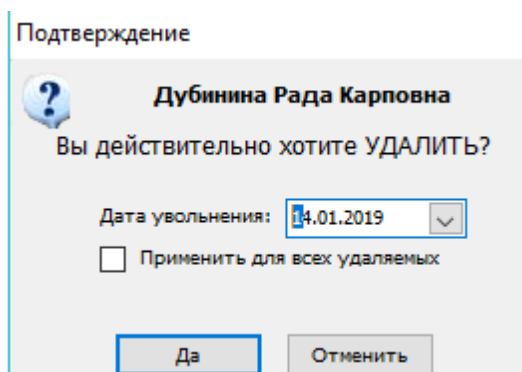 Подтверждение
Дубинина Рада Карповна
Вы действительно хотите УДАЛИТЬ?
Дата увольнения: 14.01.2019
Применить для всех удаляемых
Да Отменить